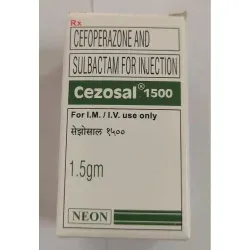 Rx
CEFOPERAZONE AND
SULBACTAM FOR INJECTION
Cezosal® 1500
For I.M. / I.V. use only
सेझोसाल १५००
1.5gm
NEON